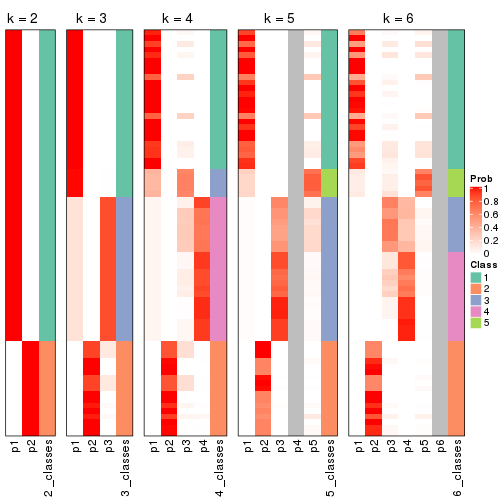 k = 2
k = 3
k = 4
k = 5
k = 6
p1
p2
2_classes
p1
p2
p3
3_classes
p1
p2
p3
p4
4_classes
p1
p2
p3
p4
p5
5_classes
p1
p2
p3
p4
p5
p6
6_classes
Prob
1
0.8
0.6
0.4
0.2
0
Class
1
2
3
4
5